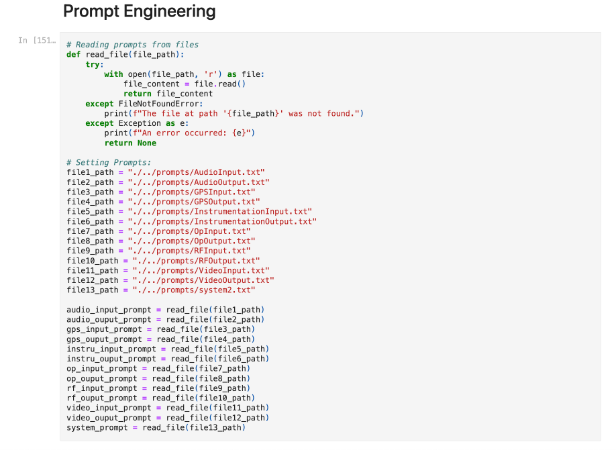 Prompt Engineering
In [151…
# Reading prompts from files
def read_file(file_path):
    try:
        with open(file_path, 'r') as file:
            file_content = file.read()
            return file_content
    except FileNotFoundError:
        print(f"The file at path '{file_path}' was not found.")
    except Exception as e:
        print(f"An error occurred: {e}")
        return None

# Setting Prompts:
file1_path = "./../prompts/AudioInput.txt"
file2_path = "./../prompts/AudioOutput.txt"
file3_path = "./../prompts/GPSInput.txt"
file4_path = "./../prompts/GPSOutput.txt"
file5_path = "./../prompts/InstrumentationInput.txt"
file6_path = "./../prompts/InstrumentationOutput.txt"
file7_path = "./../prompts/OpInput.txt"
file8_path = "./../prompts/OpOutput.txt"
file9_path = "./../prompts/RFInput.txt"
file10_path = "./../prompts/RFOutput.txt"
file11_path = "./../prompts/VideoInput.txt"
file12_path = "./../prompts/VideoOutput.txt"
file13_path = "./../prompts/system2.txt"

audio_input_prompt = read_file(file1_path)
audio_ouput_prompt = read_file(file2_path)
gps_input_prompt = read_file(file3_path)
gps_ouput_prompt = read_file(file4_path)
instru_input_prompt = read_file(file5_path)
instru_ouput_prompt = read_file(file6_path)
op_input_prompt = read_file(file7_path)
op_ouput_prompt = read_file(file8_path)
rf_input_prompt = read_file(file9_path)
rf_ouput_prompt = read_file(file10_path)
video_input_prompt = read_file(file11_path)
video_ouput_prompt = read_file(file12_path)
system_prompt = read_file(file13_path)